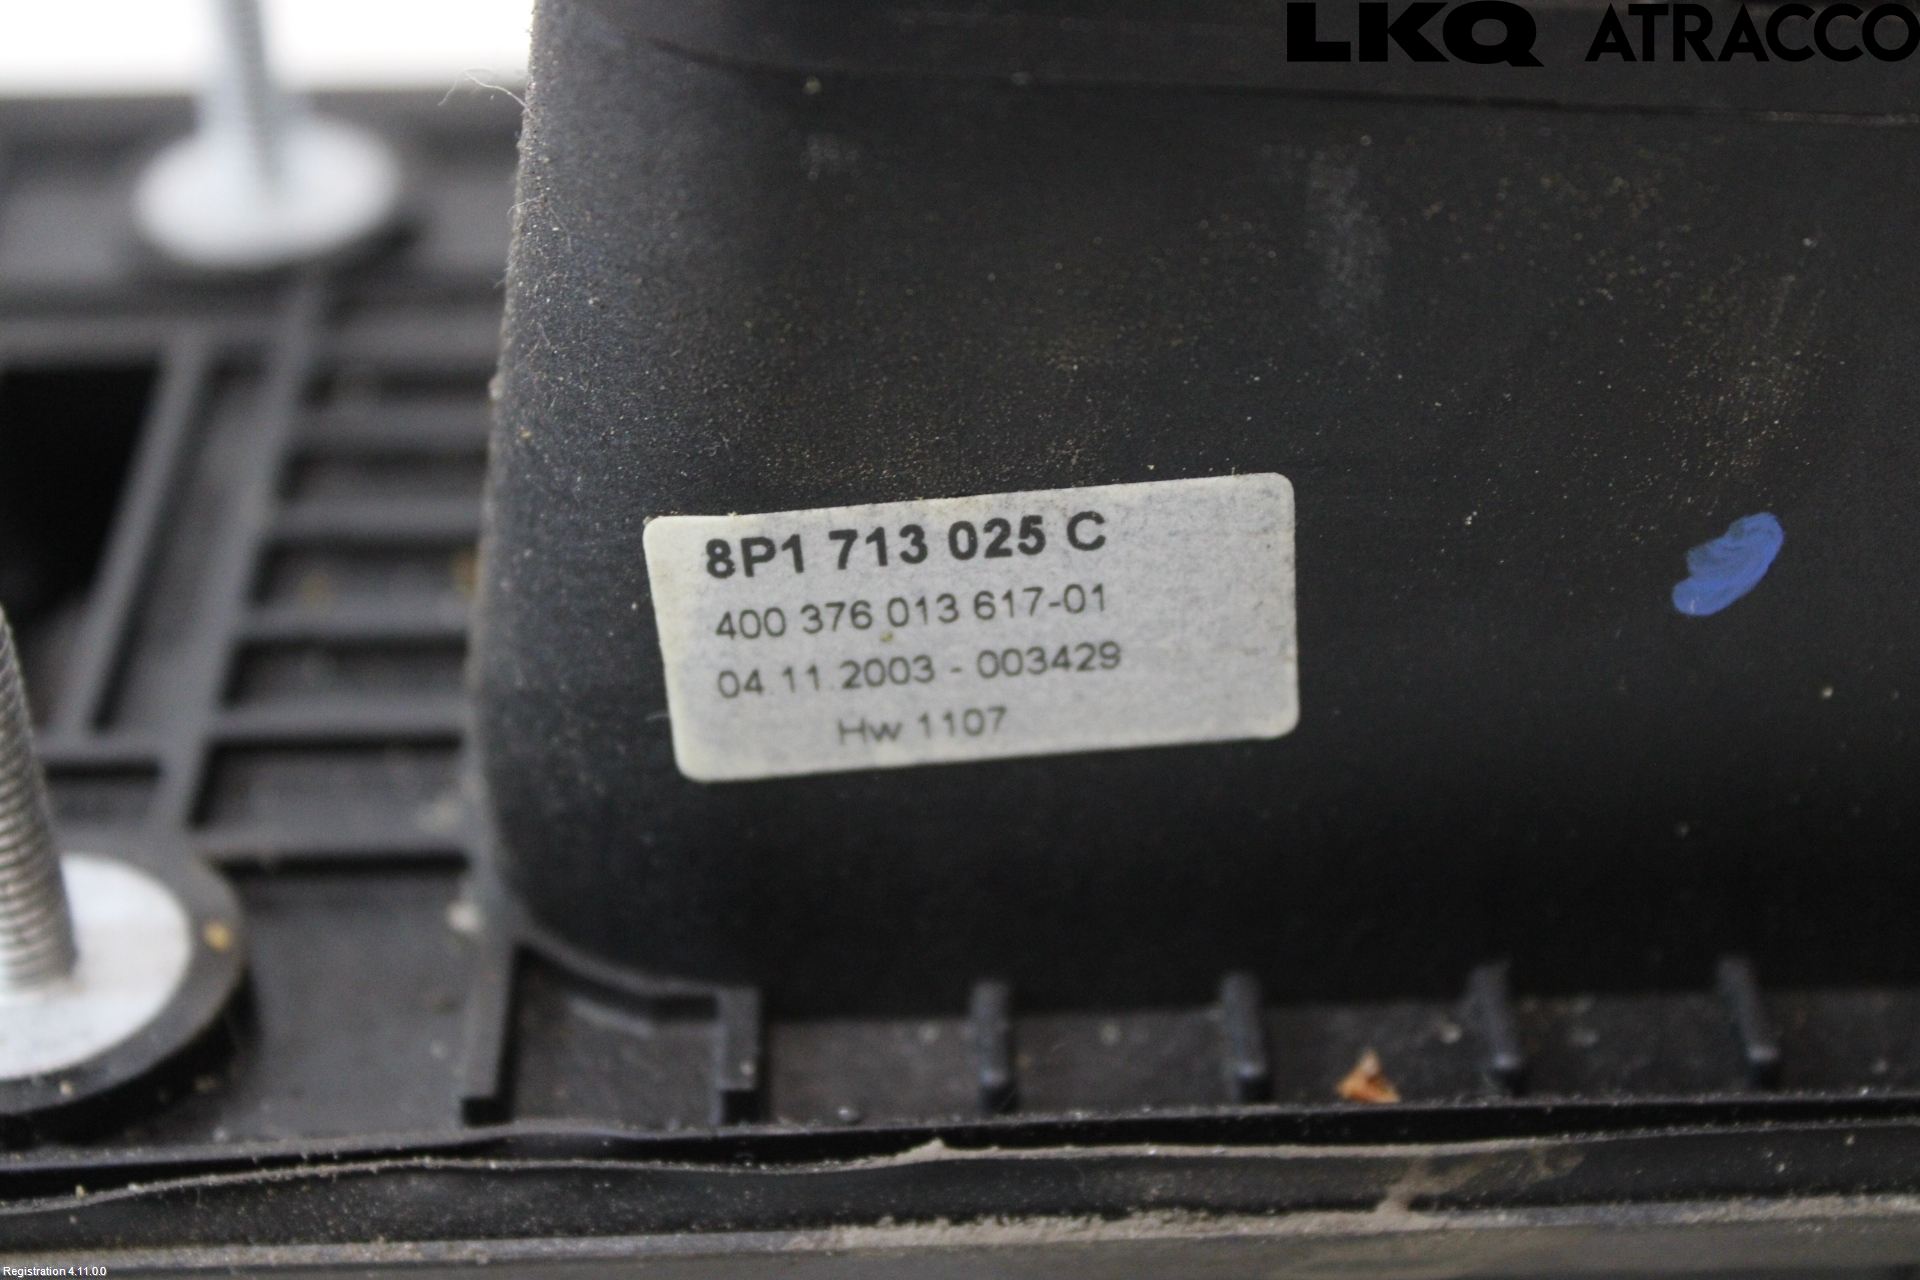 LKQ ATRACCO
8P1 713 025 C
400 376 013 617-01
04.11.2003 - 003429
Hw 1107
Registration 4.11.0.0